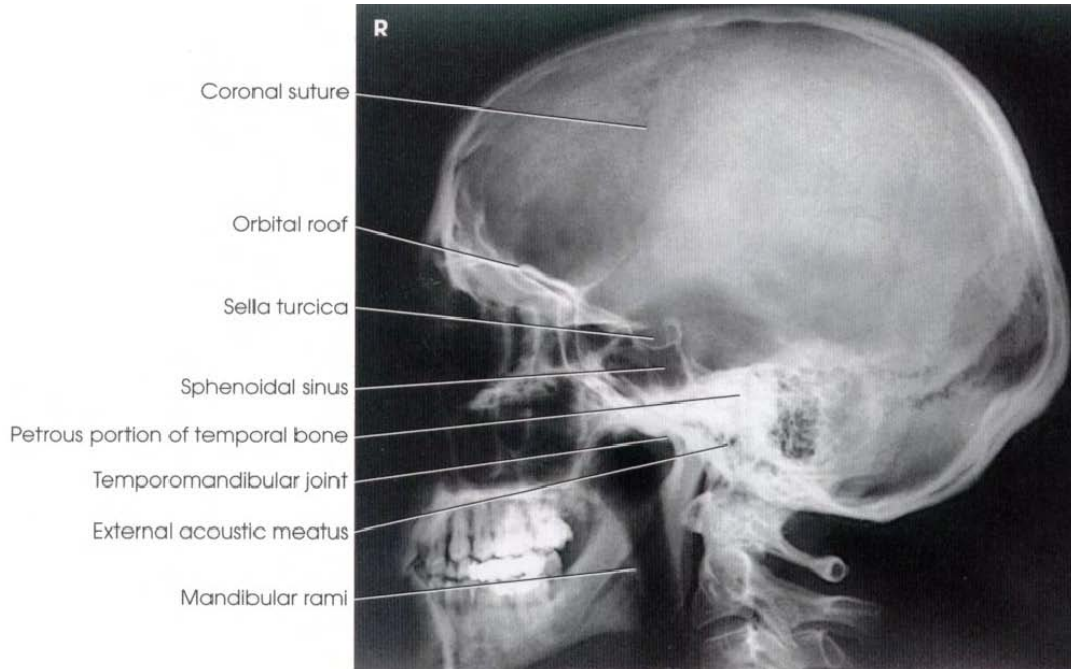 R
Coronal suture
Orbital roof
Sella turcica
Sphenoidal sinus
Petrous portion of temporal bone
Temporomandibular joint
External acoustic meatus
Mandibular rami